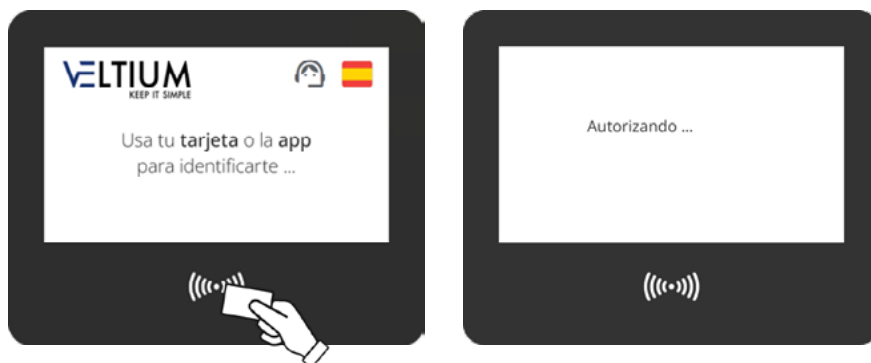 VELTIUM
KEEP IT SIMPLE
Usa tu tarjeta o la app
para identificarte ...
Autorizando ...